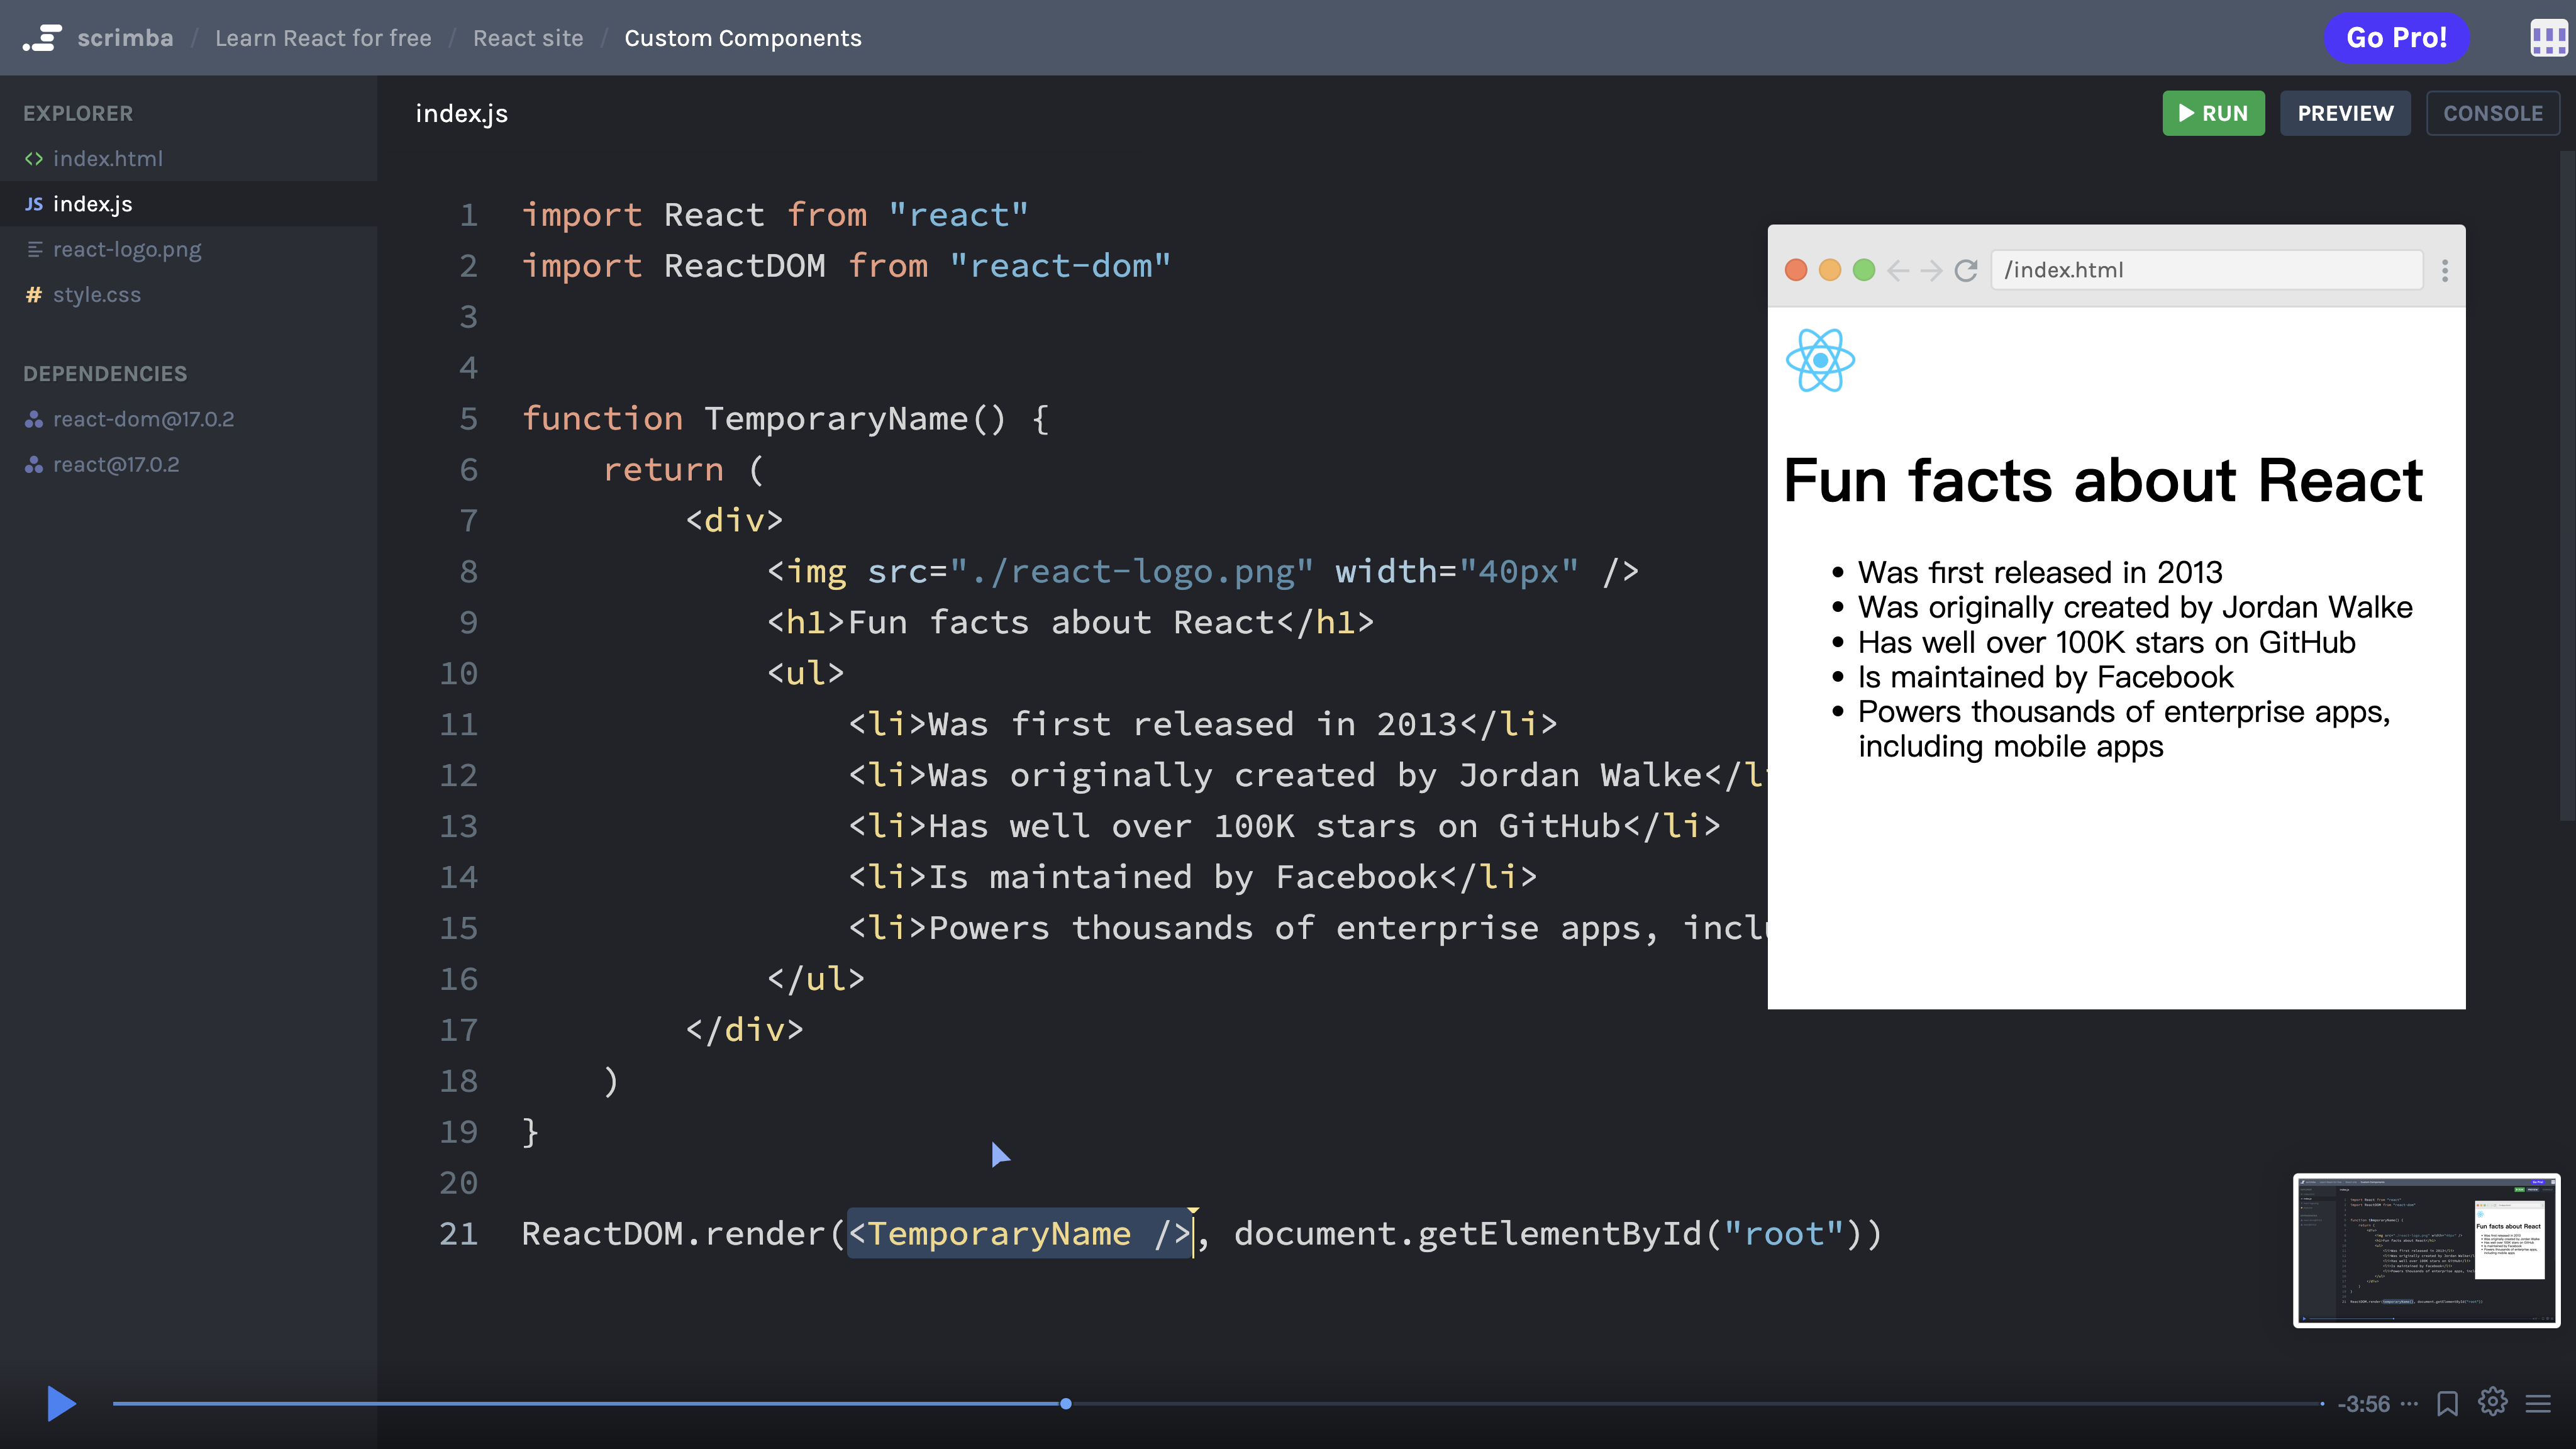 scrimba / Learn React for free / React site / Custom Components
Go Pro!
EXPLORER
<> index.html
JS index.js
react-logo.png
# style.css
DEPENDENCIES
react-dom@17.0.2
react@17.0.2
index.js
RUN
PREVIEW
CONSOLE
1 import React from "react"
2 import ReactDOM from "react-dom"
3
4
5 function TemporaryName() {
6 return (
7 <div>
8 <img src="./react-logo.png" width="40px" />
9 <h1>Fun facts about React</h1>
10 <ul>
11 <li>Was first released in 2013</li>
12 <li>Was originally created by Jordan Walke</l
13 <li>Has well over 100K stars on GitHub</li>
14 <li>Is maintained by Facebook</li>
15 <li>Powers thousands of enterprise apps, incl
16 </ul>
17 </div>
18 )
19 }
20
21 ReactDOM.render(<TemporaryName />, document.getElementById("root"))
/index.html
Fun facts about React
• Was first released in 2013
• Was originally created by Jordan Walke
• Has well over 100K stars on GitHub
• Is maintained by Facebook
• Powers thousands of enterprise apps,
including mobile apps
Fun facts about React
-3:56 ...